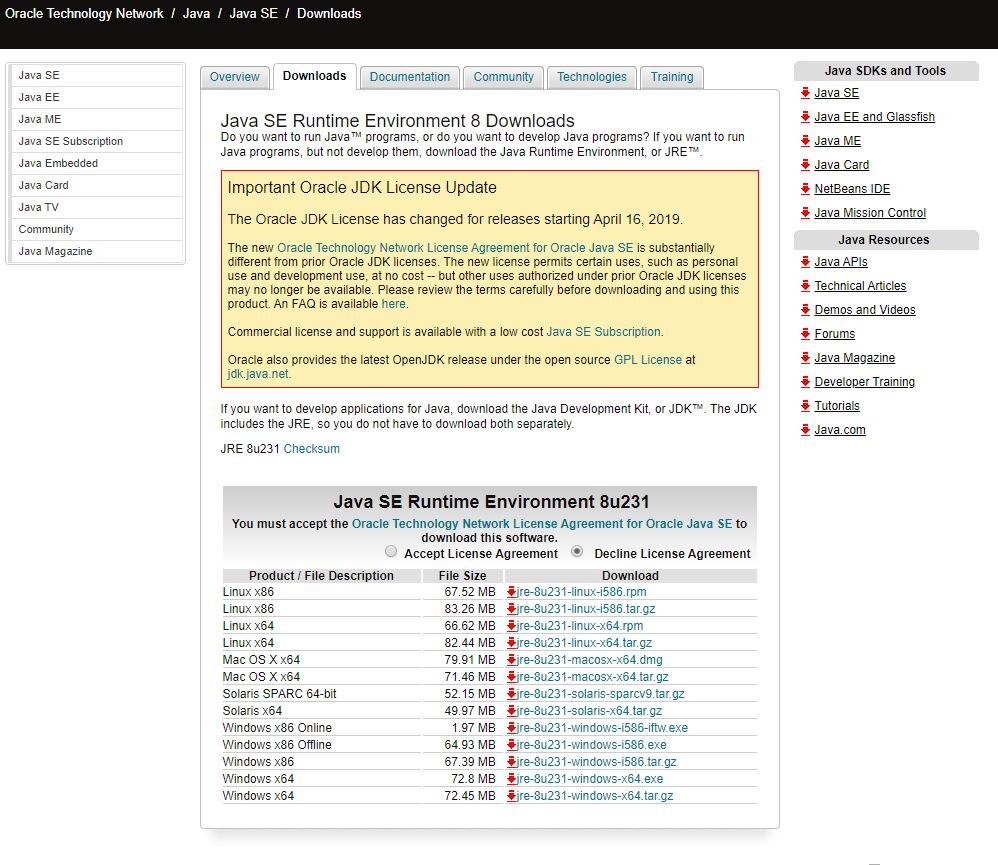 Oracle Technology Network / Java / Java SE / Downloads
Java SE
Java EE
Java ME
Java SE Subscription
Java Embedded
Java Card
Java TV
Community
Java Magazine
Overview Downloads Documentation Community Technologies Training
Java SE Runtime Environment 8 Downloads
Do you want to run Java™ programs, or do you want to develop Java programs? If you want to run
Java programs, but not develop them, download the Java Runtime Environment, or JRE™.
Important Oracle JDK License Update
The Oracle JDK License has changed for releases starting April 16, 2019.
The new Oracle Technology Network License Agreement for Oracle Java SE is substantially
different from prior Oracle JDK licenses. The new license permits certain uses, such as personal
use and development use, at no cost -- but other uses authorized under prior Oracle JDK licenses
may no longer be available. Please review the terms carefully before downloading and using this
product. An FAQ is available here.
Commercial license and support is available with a low cost Java SE Subscription.
Oracle also provides the latest OpenJDK release under the open source GPL License at
jdk.java.net.
If you want to develop applications for Java, download the Java Development Kit, or JDK™. The JDK
includes the JRE, so you do not have to download both separately.
JRE 8u231 Checksum
Java SE Runtime Environment 8u231
You must accept the Oracle Technology Network License Agreement for Oracle Java SE to
download this software.
Accept License Agreement Decline License Agreement
Product / File Description File Size Download
Linux x86 67.52 MB jre-8u231-linux-i586.rpm
Linux x86 83.26 MB jre-8u231-linux-i586.tar.gz
Linux x64 66.62 MB jre-8u231-linux-x64.rpm
Linux x64 82.44 MB jre-8u231-linux-x64.tar.gz
Mac OS X x64 79.91 MB jre-8u231-macosx-x64.dmg
Mac OS X x64 71.46 MB jre-8u231-macosx-x64.tar.gz
Solaris SPARC 64-bit 52.15 MB jre-8u231-solaris-sparcv9.tar.gz
Solaris x64 49.97 MB jre-8u231-solaris-x64.tar.gz
Windows x86 Online 1.97 MB jre-8u231-windows-i586-iftw.exe
Windows x86 Offline 64.93 MB jre-8u231-windows-i586.exe
Windows x86 67.39 MB jre-8u231-windows-i586.tar.gz
Windows x64 72.8 MB jre-8u231-windows-x64.exe
Windows x64 72.45 MB jre-8u231-windows-x64.tar.gz
Java SDKs and Tools
Java SE
Java EE and Glassfish
Java ME
Java Card
NetBeans IDE
Java Mission Control
Java Resources
Java APIs
Technical Articles
Demos and Videos
Forums
Java Magazine
Developer Training
Tutorials
Java.com